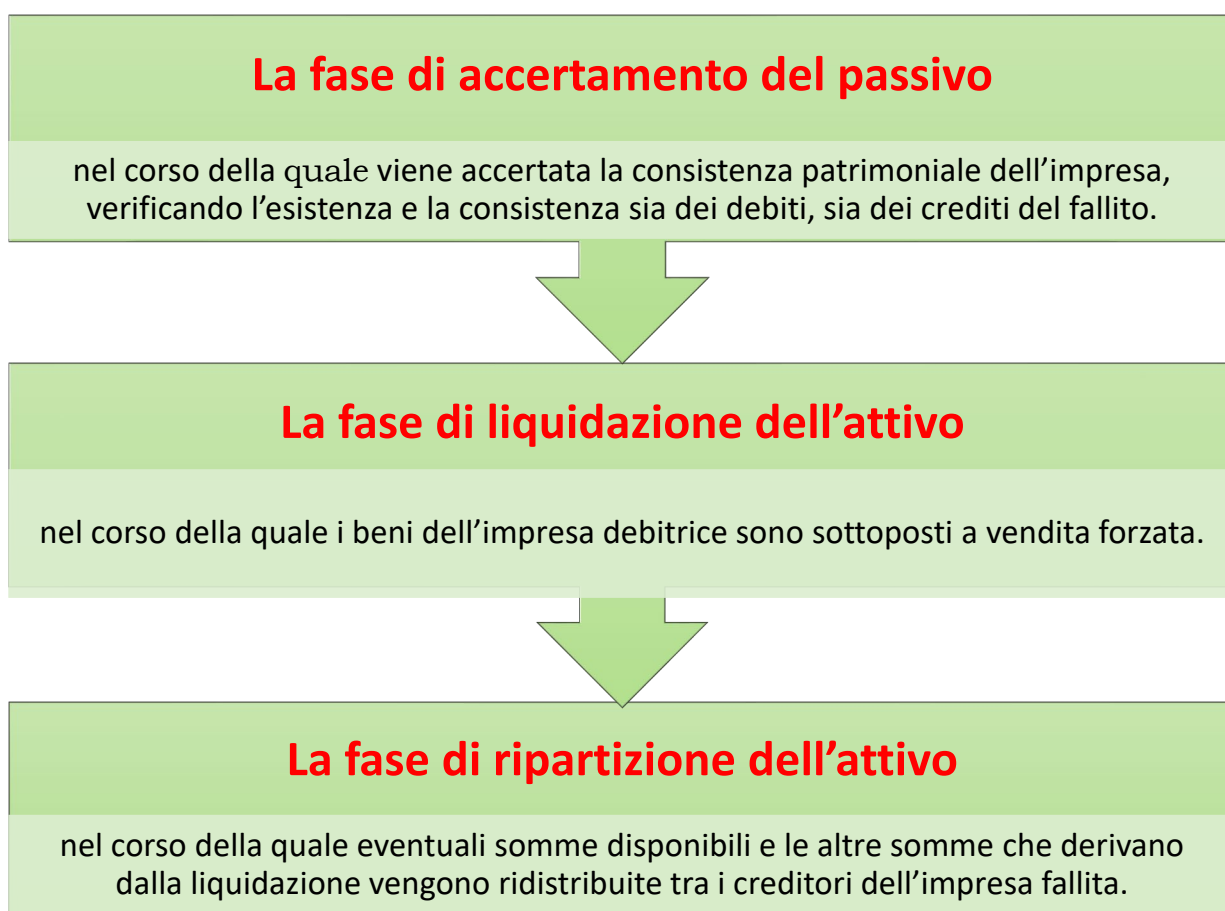 La fase di accertamento del passivo
nel corso della quale viene accertata la consistenza patrimoniale dell’impresa,
verificando l’esistenza e la consistenza sia dei debiti, sia dei crediti del fallito.
La fase di liquidazione dell’attivo
nel corso della quale i beni dell’impresa debitrice sono sottoposti a vendita forzata.
La fase di ripartizione dell’attivo
nel corso della quale eventuali somme disponibili e le altre somme che derivano
dalla liquidazione vengono ridistribuite tra i creditori dell’impresa fallita.